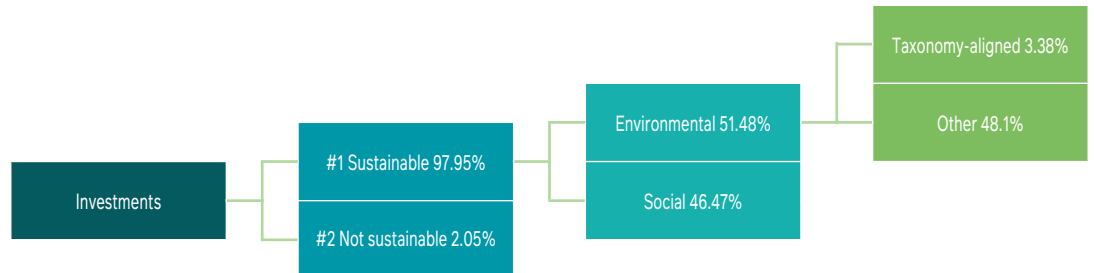 Investments
#1 Sustainable 97.95%
#2 Not sustainable 2.05%
Environmental 51.48%
Social 46.47%
Taxonomy-aligned 3.38%
Other 48.1%